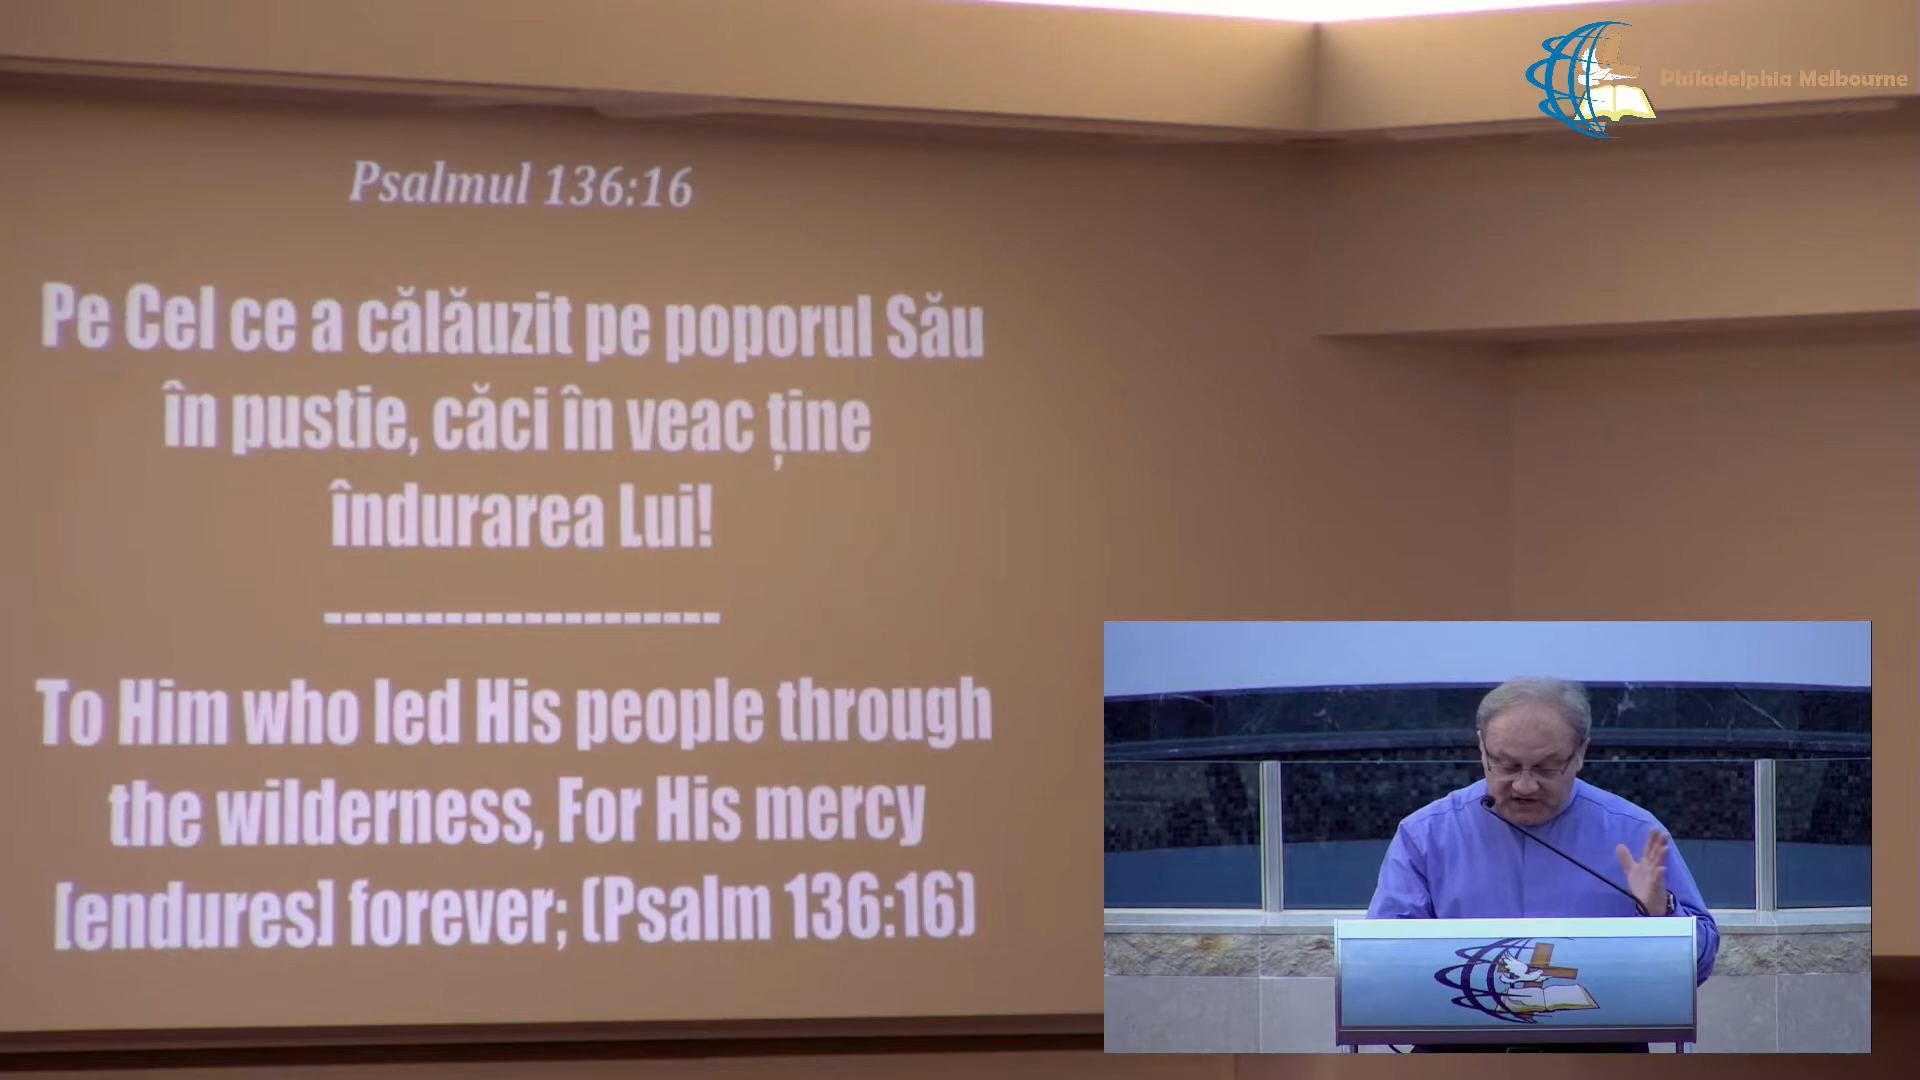 Philadelphia Melbourne
Psalmul 136:16
Pe Cel ce a călăuzit pe poporul Său
în pustie, căci în veac ține
îndurarea Lui!
--------------------
To Him who led His people through
the wilderness, For His mercy
[endures] forever; (Psalm 136:16)